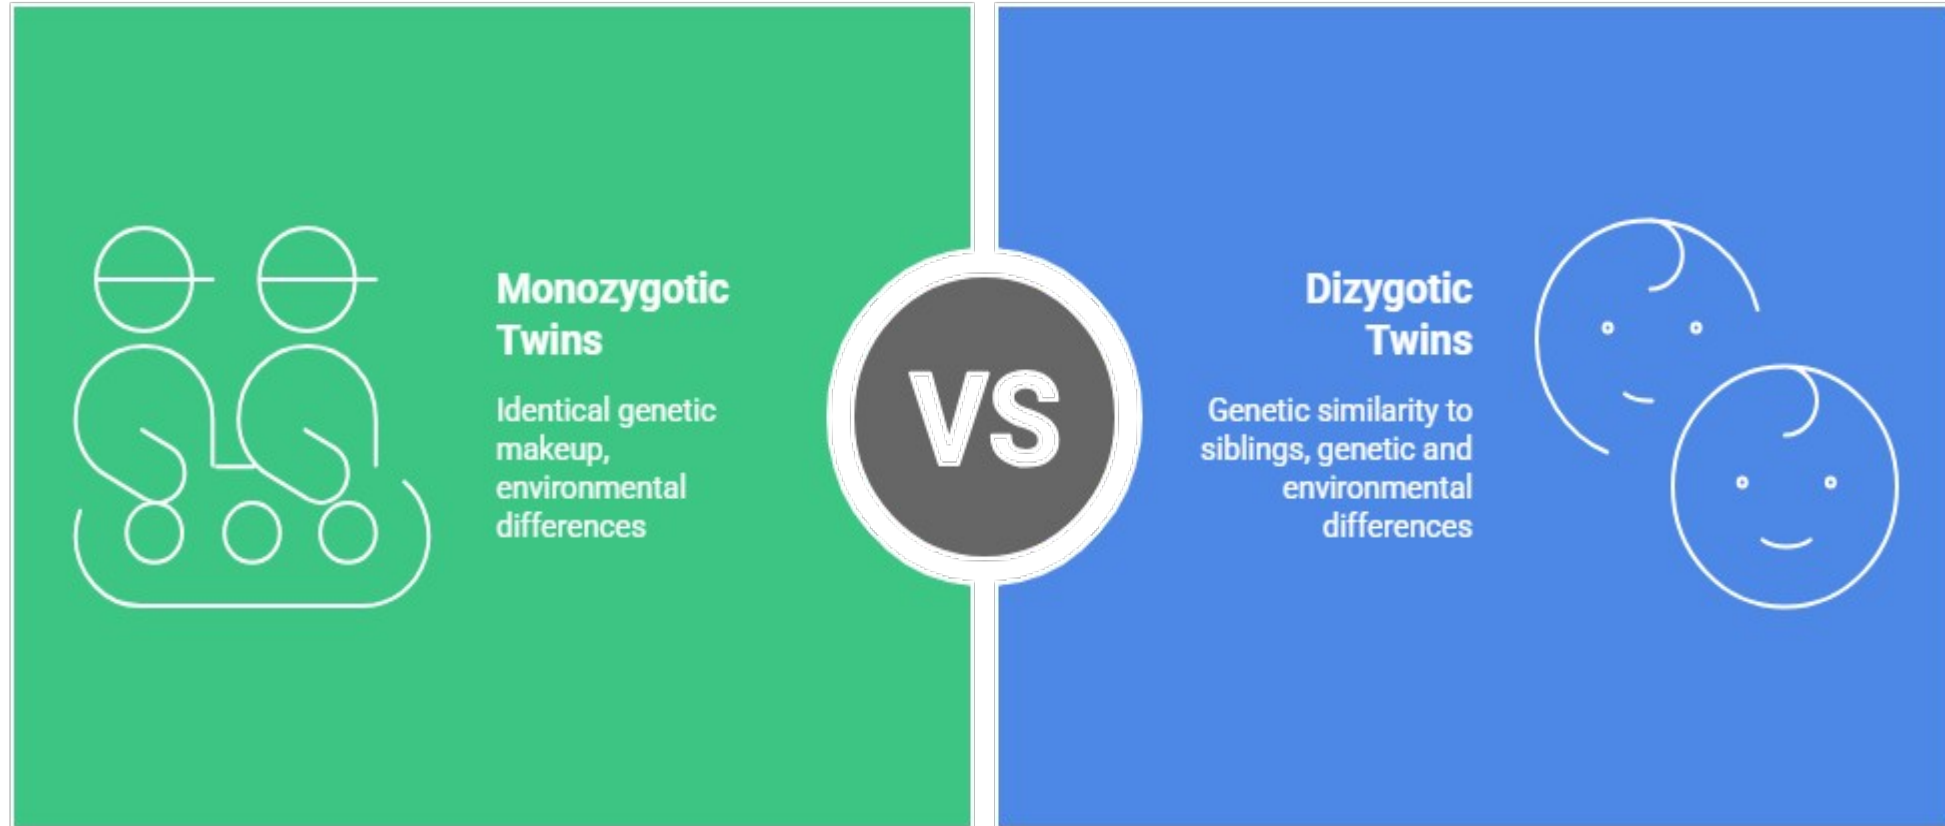 Monozygotic
Twins
Identical genetic
makeup,
environmental
differences
VS
Dizygotic
Twins
Genetic similarity to
siblings, genetic and
environmental
differences